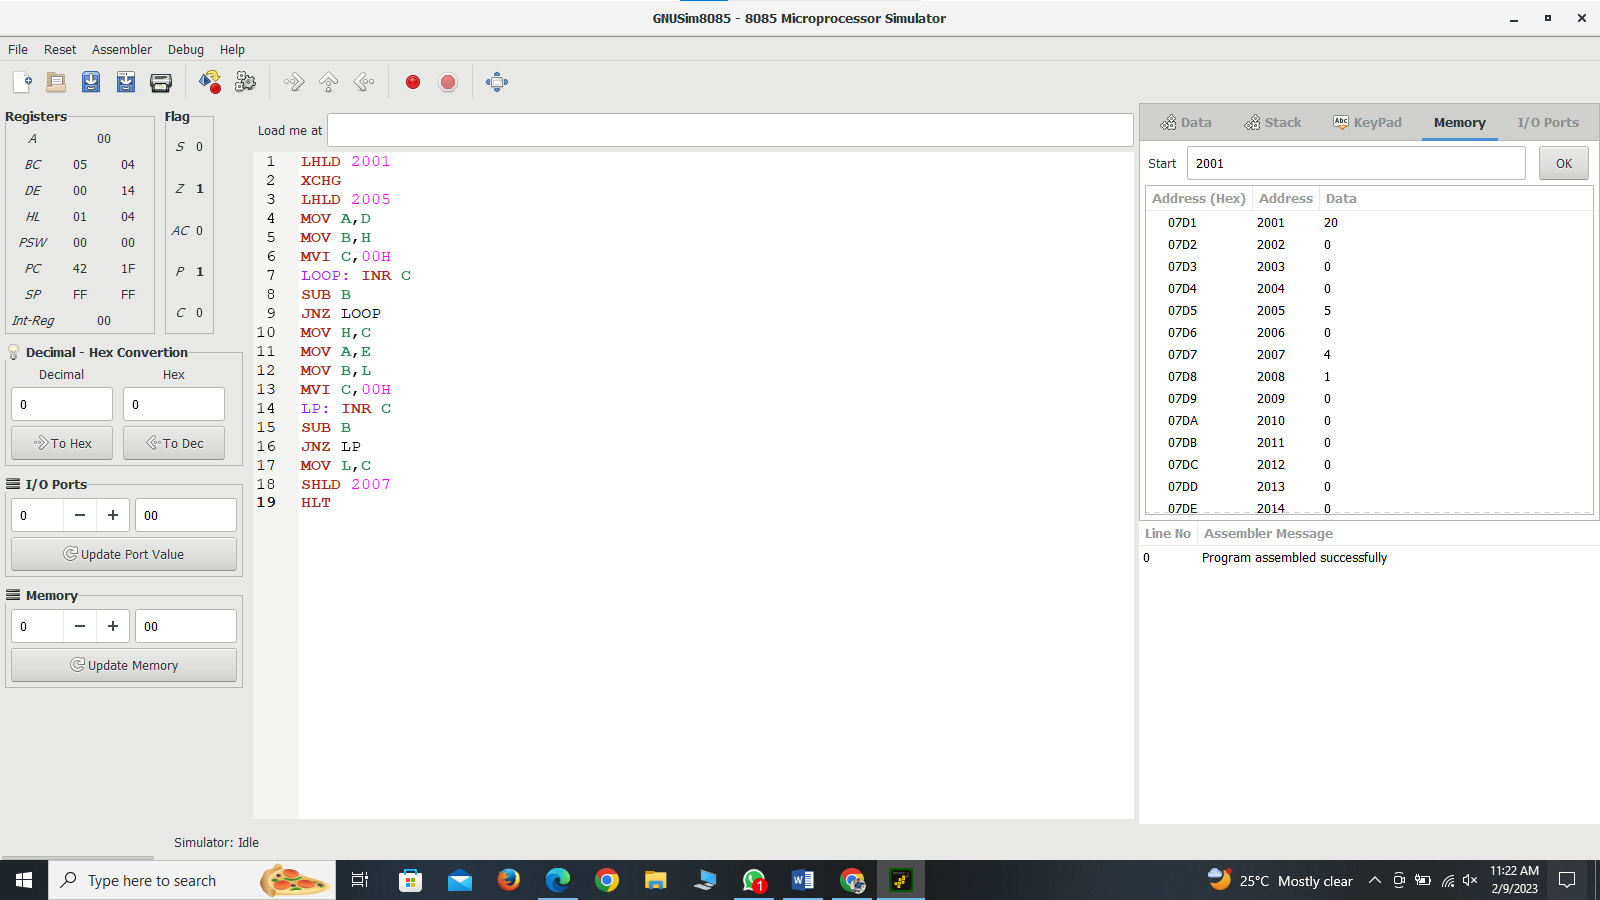 GNUSim8085 - 8085 Microprocessor Simulator
File Reset Assembler Debug Help
Registers
A 00
BC 05 04
DE 00 14
HL 01 04
PSW 00 00
PC 42 1F
SP FF FF
Int-Reg 00
Flag
S 0
Z 1
AC 0
P 1
C 0
Decimal - Hex Convertion
Decimal Hex
0 0
To Hex To Dec
I/O Ports
0 − + 00
Update Port Value
Memory
0 − + 00
Update Memory
Load me at
1 LHLD 2001
2 XCHG
3 LHLD 2005
4 MOV A,D
5 MOV B,H
6 MVI C,00H
7 LOOP: INR C
8 SUB B
9 JNZ LOOP
10 MOV H,C
11 MOV A,E
12 MOV B,L
13 MVI C,00H
14 LP: INR C
15 SUB B
16 JNZ LP
17 MOV L,C
18 SHLD 2007
19 HLT
Data Stack Abc KeyPad Memory I/O Ports
Start 2001 OK
Address (Hex) Address Data
07D1 2001 20
07D2 2002 0
07D3 2003 0
07D4 2004 0
07D5 2005 5
07D6 2006 0
07D7 2007 4
07D8 2008 1
07D9 2009 0
07DA 2010 0
07DB 2011 0
07DC 2012 0
07DD 2013 0
07DE 2014 0
Line No Assembler Message
0 Program assembled successfully
Simulator: Idle
Type here to search
1
25°C Mostly clear
11:22 AM
2/9/2023